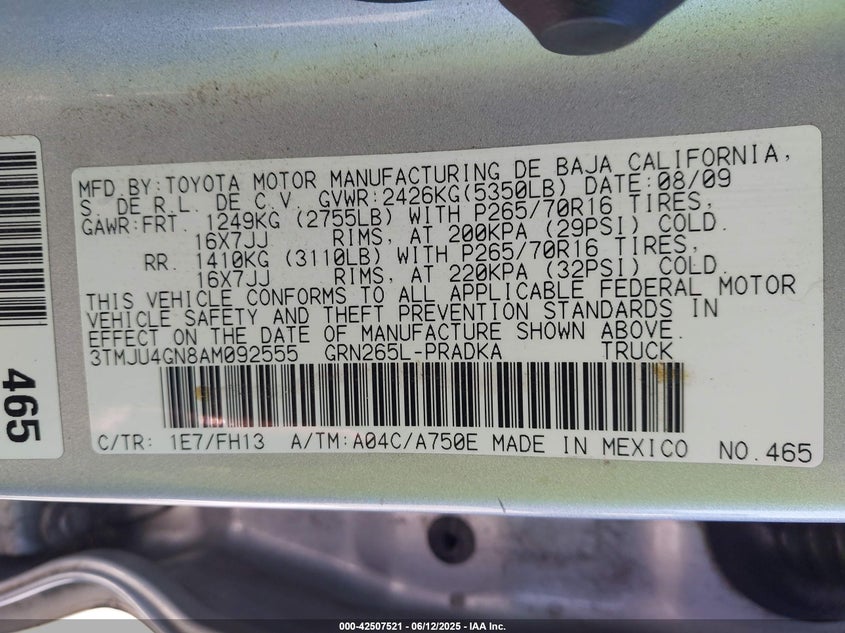 MFD.BY:TOYOTA MOTOR MANUFACTURING DE BAJA CALIFORNIA,
S. DE R.L. DE C.V. GVWR:2426KG(5350LB) DATE:08/09
GAWR:FRT. 1249KG (2755LB) WITH P265/70R16 TIRES,
16X7JJ RIMS, AT 200KPA (29PSI) COLD.
RR. 1410KG (3110LB) WITH P265/70R16 TIRES,
16X7JJ RIMS, AT 220KPA (32PSI) COLD.
THIS VEHICLE CONFORMS TO ALL APPLICABLE FEDERAL MOTOR
VEHICLE SAFETY AND THEFT PREVENTION STANDARDS IN
EFFECT ON THE DATE OF MANUFACTURE SHOWN ABOVE.
3TMJU4GN8AM092555 GRN265L-PRADKA TRUCK
C/TR: 1E7/FH13 A/TM:A04C/A750E MADE IN MEXICO NO.465
465
000-42507521 - 06/12/2025 - IAA Inc.